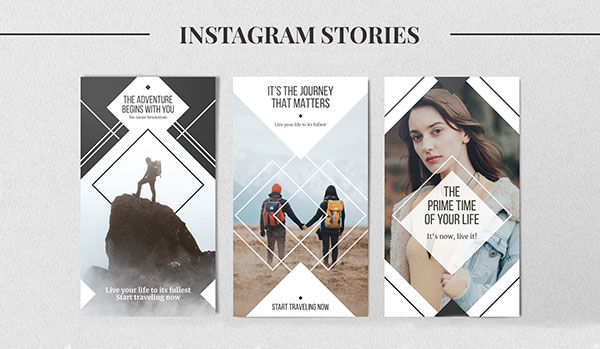 INSTAGRAM STORIES
THE ADVENTURE
BEGINS WITH YOU
IT'S THE JOURNEY
THAT MATTERS
Live your life to its fullest
THE
PRIME TIME
OF YOUR LIFE
It's now, live it!
Live your life to its fullest
Start traveling now
START TRAVELING NOW